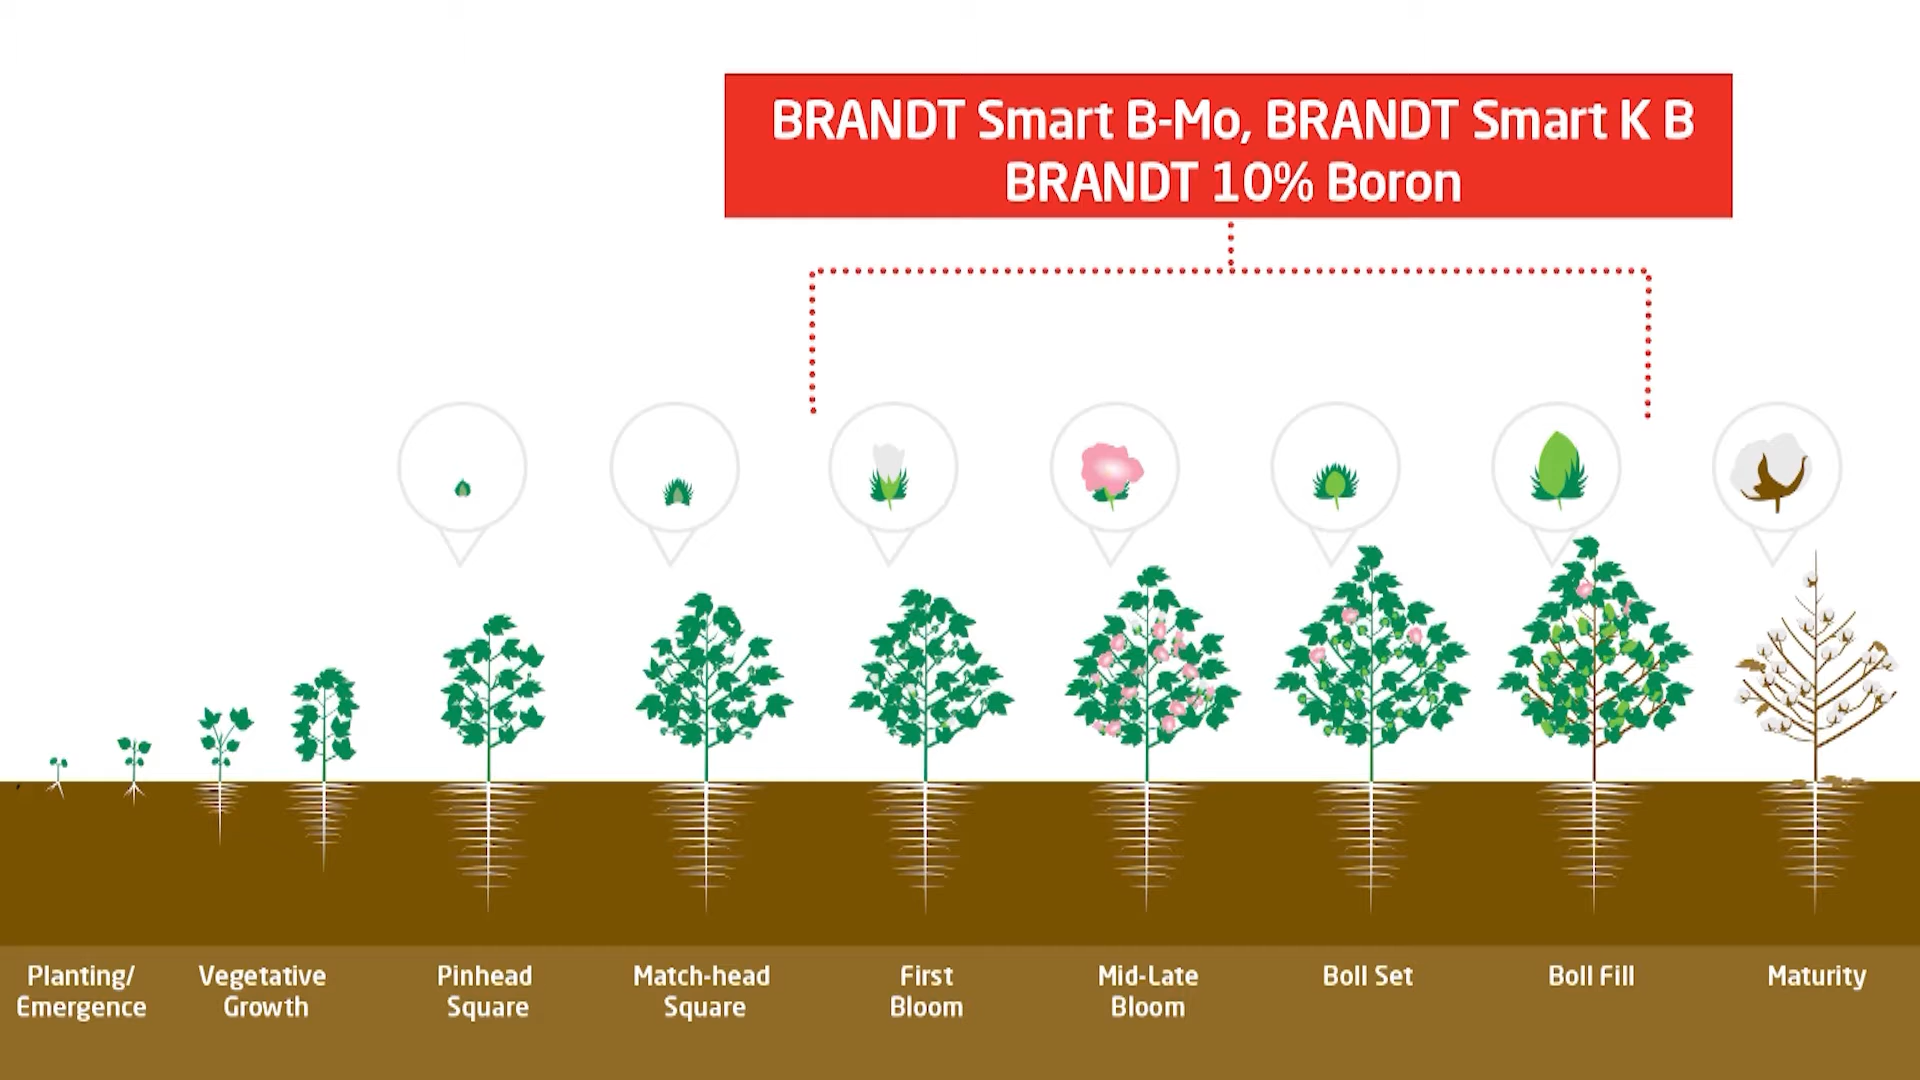 BRANDT Smart B-Mo, BRANDT Smart K B
BRANDT 10% Boron
Planting/
Emergence
Vegetative
Growth
Pinhead
Square
Match-head
Square
First
Bloom
Mid-Late
Bloom
Boll Set
Boll Fill
Maturity